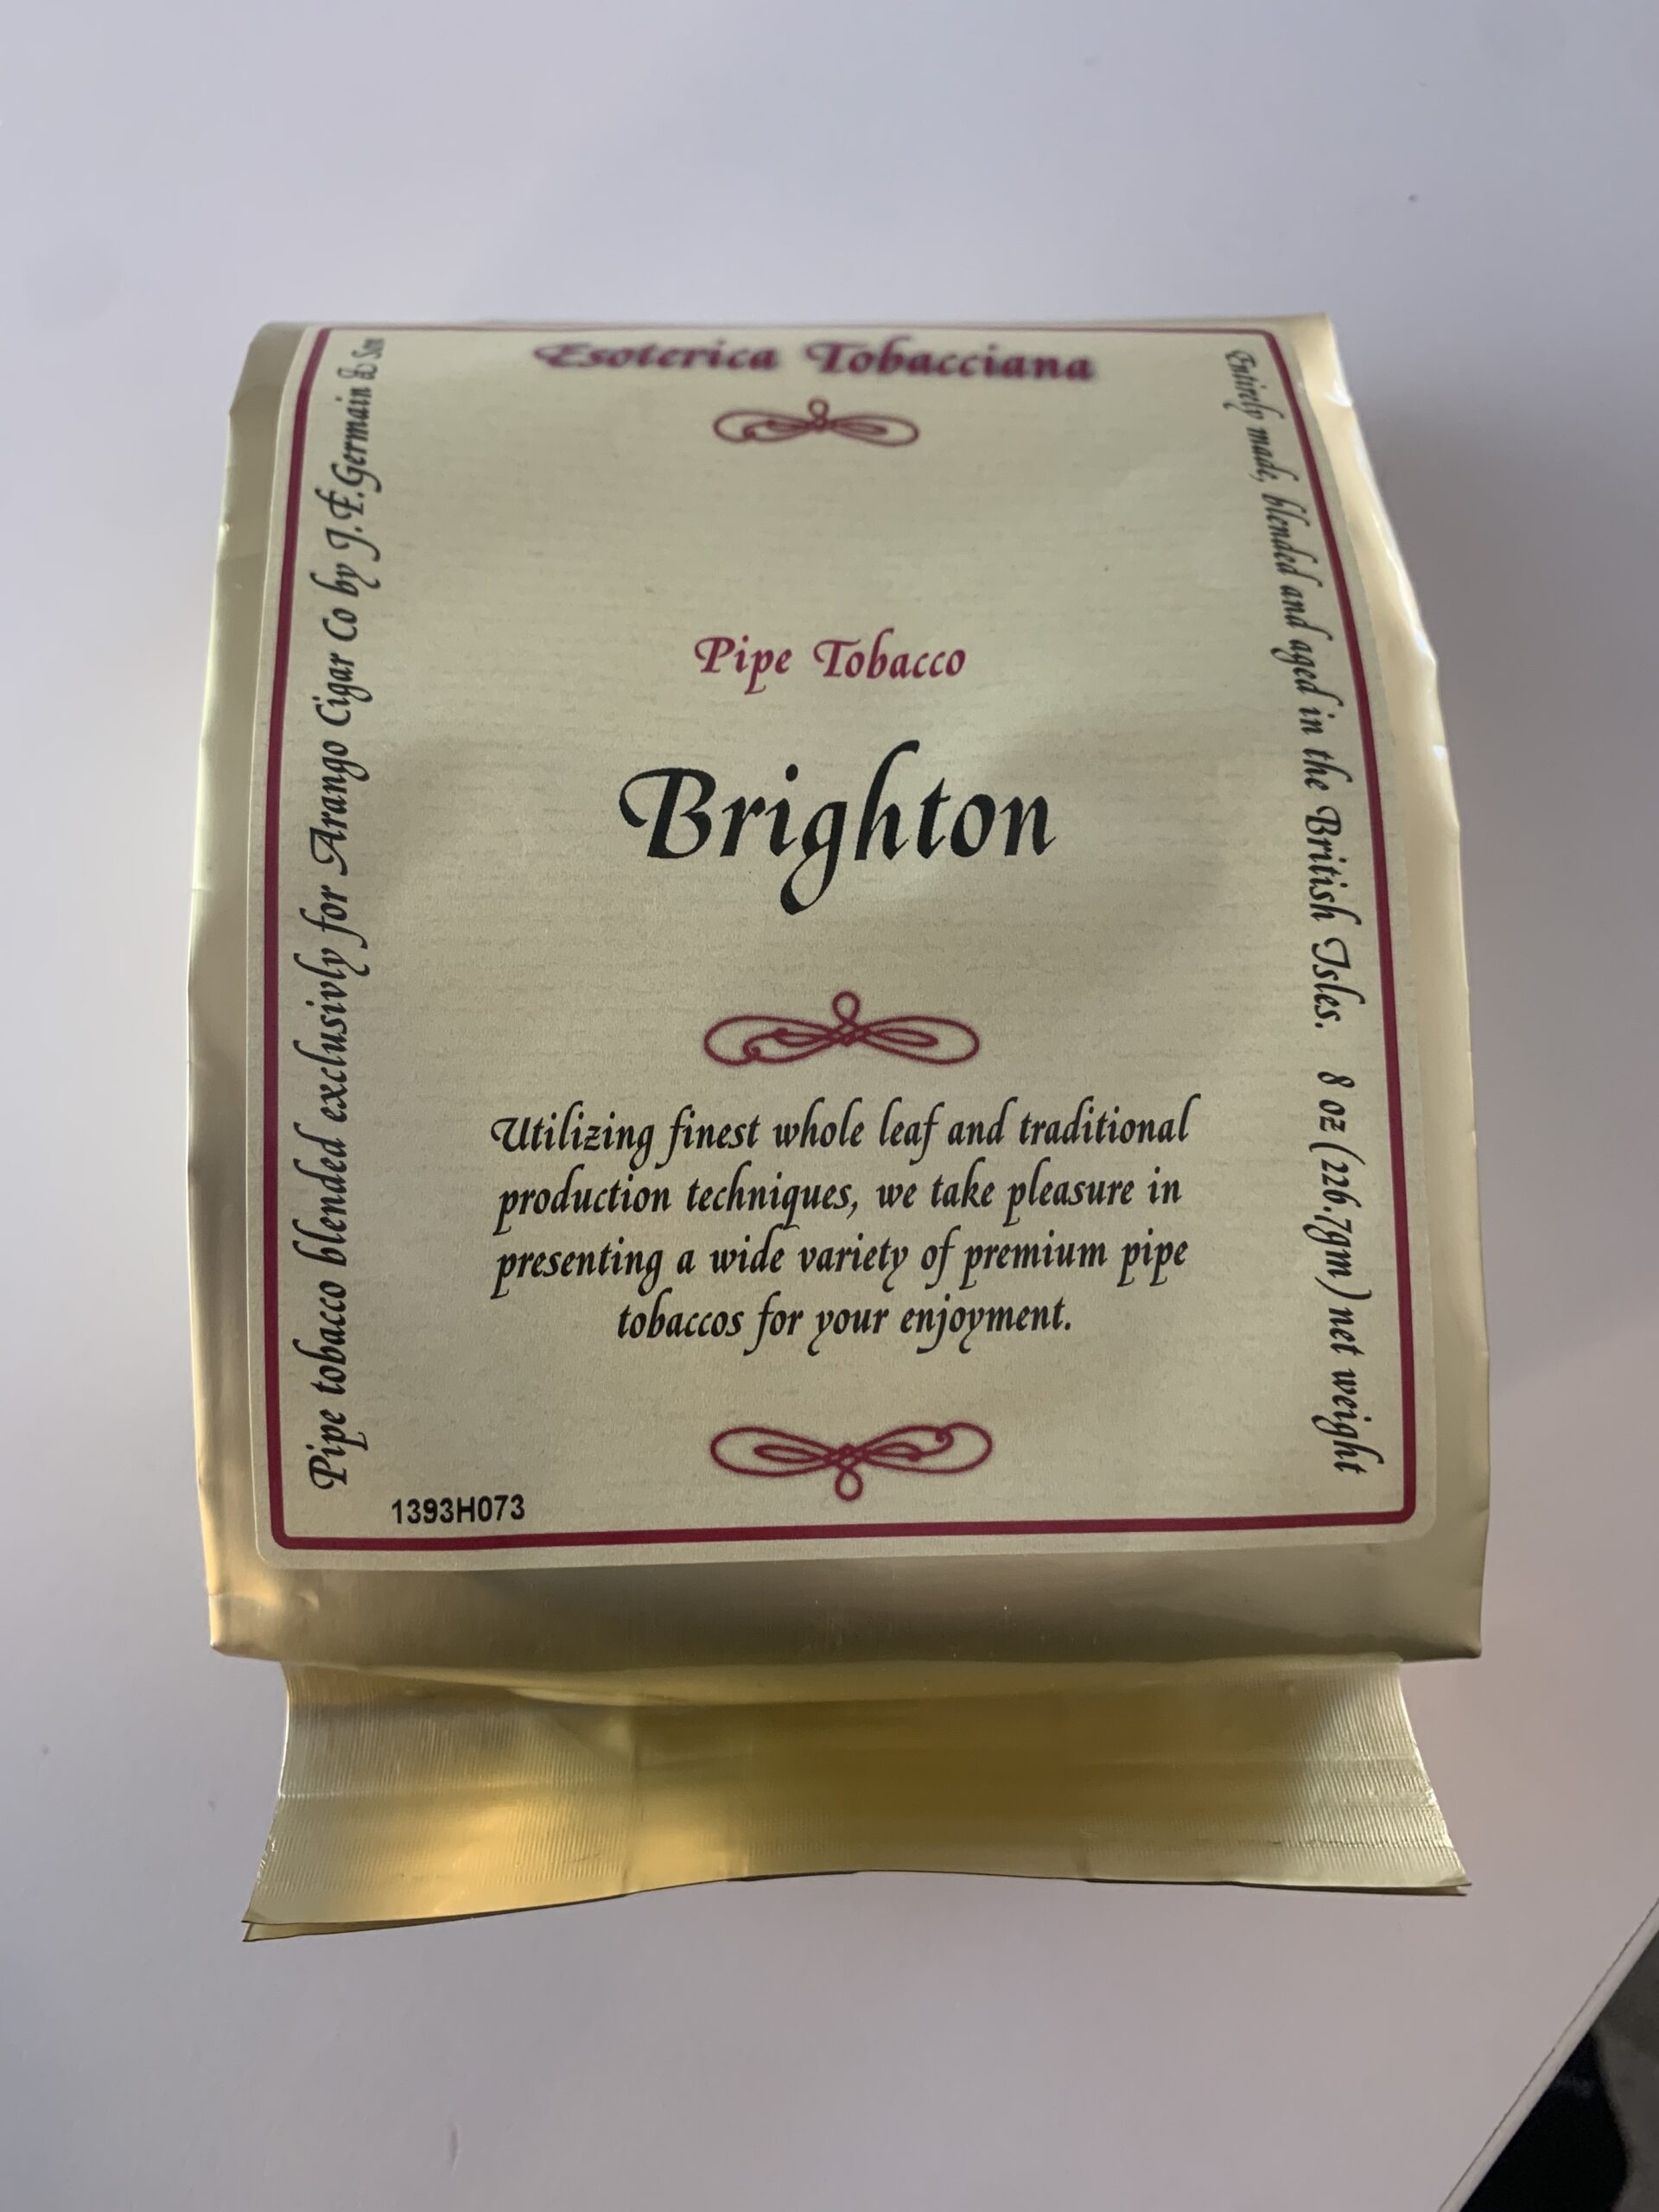 Esoterica Tobacciana
Pipe Tobacco
Brighton
Utilizing finest whole leaf and traditional
production techniques, we take pleasure in
presenting a wide variety of premium pipe
tobaccos for your enjoyment.
Pipe tobacco blended exclusivly for Arango Cigar Co by J.F.Germain & Son
Entirely made, blended and aged in the British Isles. 8 oz (226.7gm) net weight
1393H073